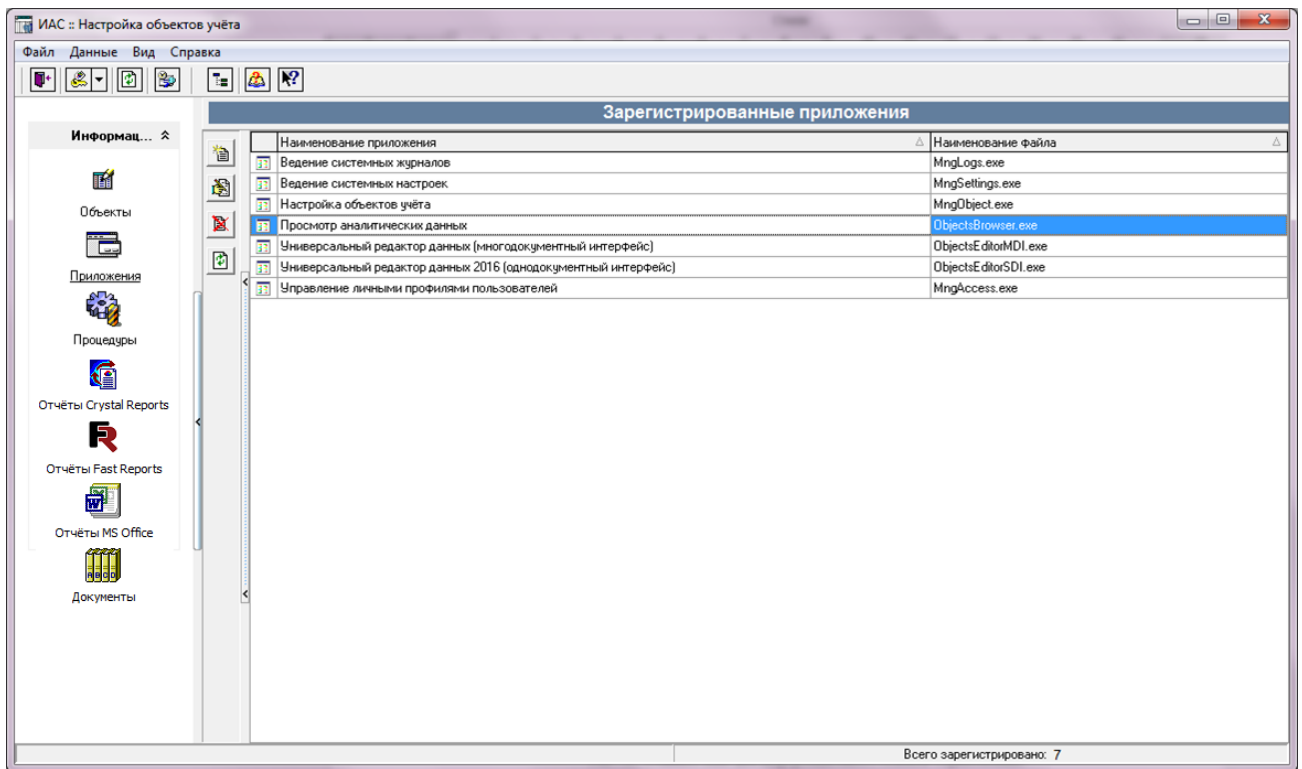 ИАС :: Настройка объектов учёта
Файл Данные Вид Справка
Зарегистрированные приложения
Информац...
Объекты
Приложения
Процедуры
Отчёты Crystal Reports
Отчёты Fast Reports
Отчёты MS Office
Документы
Наименование приложения Наименование файла
Ведение системных журналов MngLogs.exe
Ведение системных настроек MngSettings.exe
Настройка объектов учёта MngObject.exe
Просмотр аналитических данных ObjectsBrowser.exe
Универсальный редактор данных (многодокументный интерфейс) ObjectsEditorMDI.exe
Универсальный редактор данных 2016 (однодокументный интерфейс) ObjectsEditorSDI.exe
Управление личными профилями пользователей MngAccess.exe
Всего зарегистрировано: 7